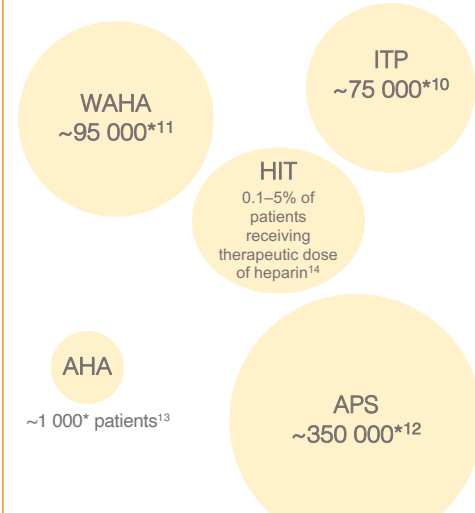 ITP
~75 000*¹⁰
WAHA
~95 000*¹¹
HIT
0.1–5% of
patients
receiving
therapeutic dose
of heparin¹⁴
AHA
~1 000* patients¹³
APS
~350 000*¹²